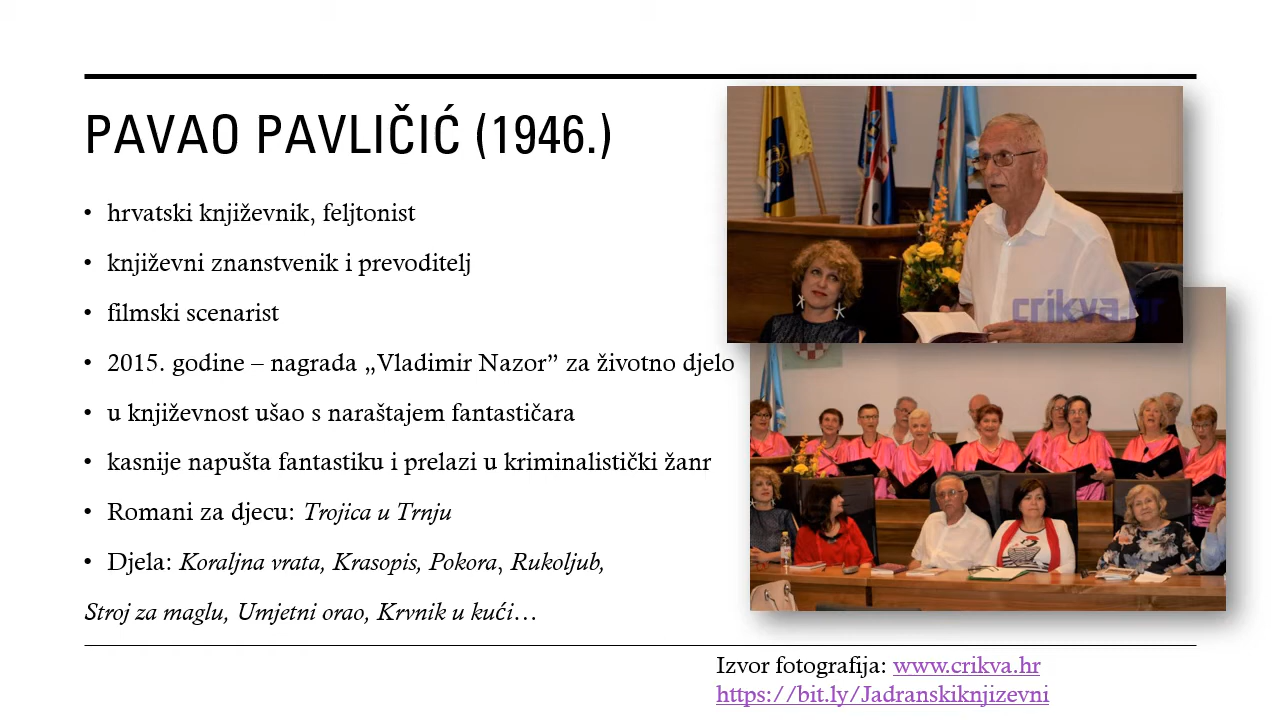 PAVAO PAVLIČIĆ (1946.)
• hrvatski književnik, feljtonist
• književni znanstvenik i prevoditelj
• filmski scenarist
• 2015. godine – nagrada „Vladimir Nazor” za životno djelo
• u književnost ušao s naraštajem fantastičara
• kasnije napušta fantastiku i prelazi u kriminalistički žanr
• Romani za djecu: Trojica u Trnju
• Djela: Koraljna vrata, Krasopis, Pokora, Rukoljub,
Stroj za maglu, Umjetni orao, Krvnik u kući…
crikva.hr
Izvor fotografija: www.crikva.hr
https://bit.ly/Jadranskiknjizevni